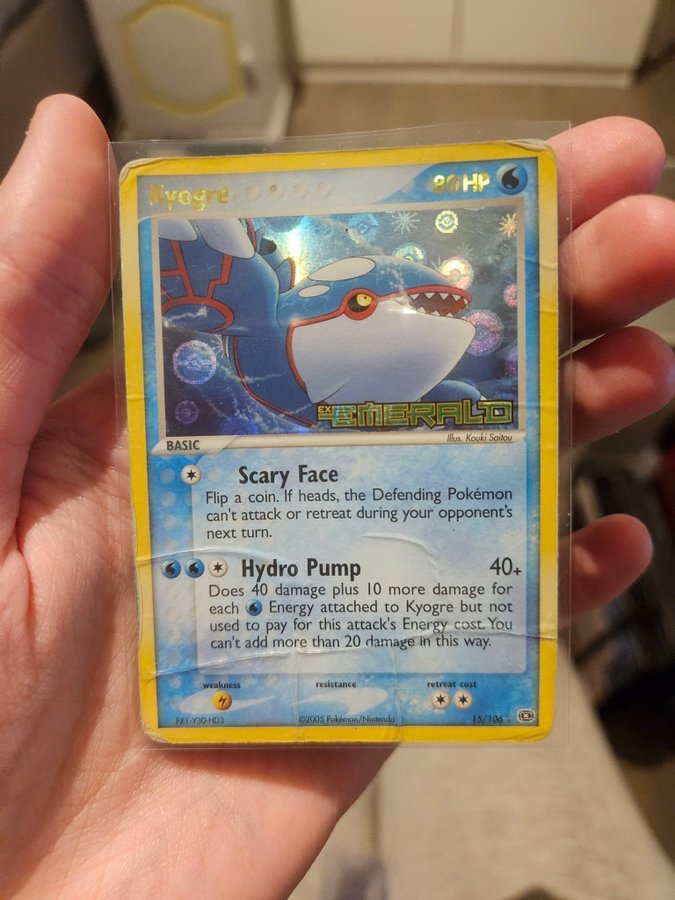 Kyogre 80 HP
EX
EMERALD
BASIC
Illus. Kouki Saitou
Scary Face
Flip a coin. If heads, the Defending Pokémon
can't attack or retreat during your opponent's
next turn.
Hydro Pump 40+
Does 40 damage plus 10 more damage for
each Energy attached to Kyogre but not
used to pay for this attack's Energy cost. You
can't add more than 20 damage in this way.
weakness resistance retreat cost
EX1-Y30-HD3 ©2005 Pokémon/Nintendo 15/106